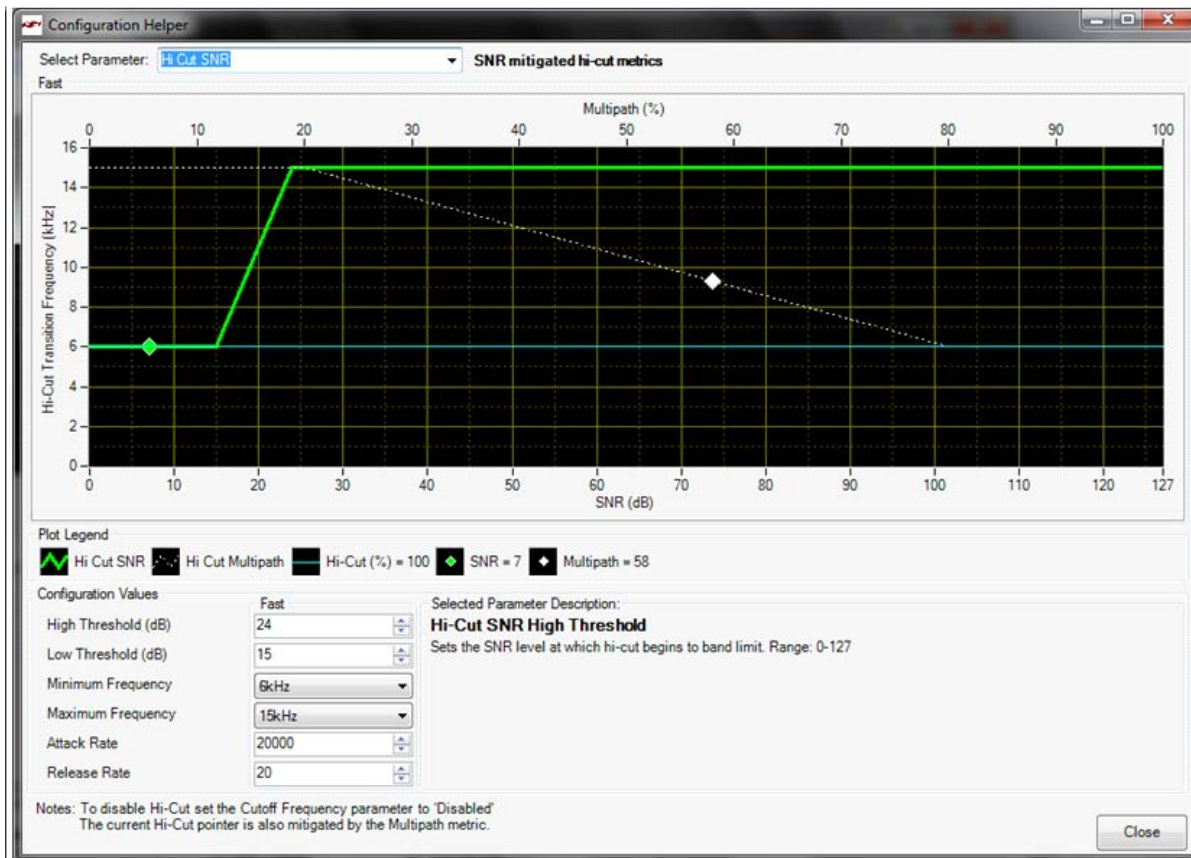 Configuration Helper
Select Parameter: Hi Cut SNR SNR mitigated hi-cut metrics
Fast
Multipath (%)
0 10 20 30 40 50 60 70 80 90 100
16
14
12
10
8
6
4
2
0
Hi-Cut Transition Frequency [kHz]
0 10 20 30 40 50 60 70 80 90 100 110 120 127
SNR (dB)
Plot Legend
Hi Cut SNR Hi Cut Multipath Hi-Cut (%) = 100 SNR = 7 Multipath = 58
Configuration Values
Fast
High Threshold (dB) 24
Low Threshold (dB) 15
Minimum Frequency 6kHz
Maximum Frequency 15kHz
Attack Rate 20000
Release Rate 20
Selected Parameter Description:
Hi-Cut SNR High Threshold
Sets the SNR level at which hi-cut begins to band limit. Range: 0-127
Notes: To disable Hi-Cut set the Cutoff Frequency parameter to 'Disabled'
The current Hi-Cut pointer is also mitigated by the Multipath metric.
Close